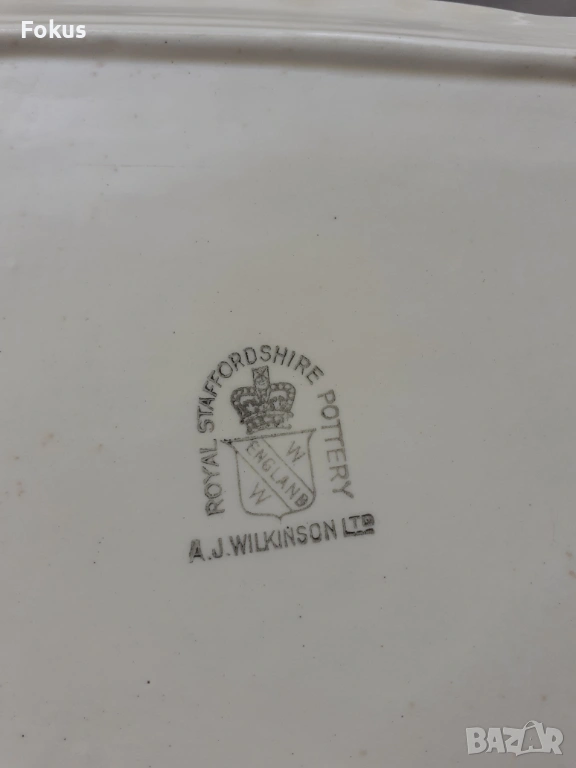 Fokus
ROYAL STAFFORDSHIRE POTTERY
W
ENGLAND
W
A.J. WILKINSON LTD
BAZAR